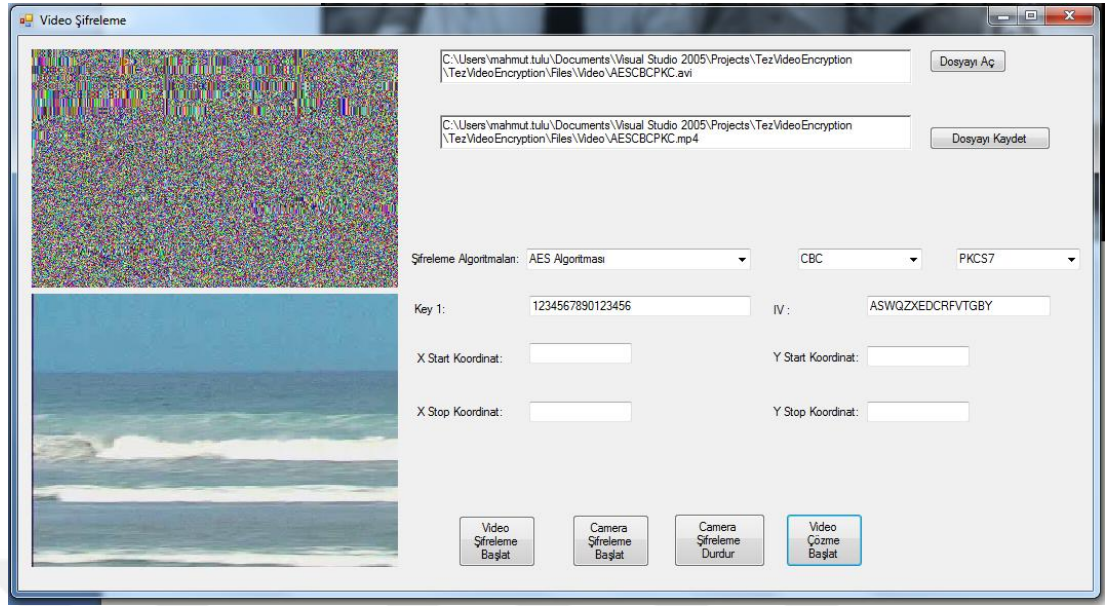 Video Şifreleme
C:\Users\mahmut.tulu\Documents\Visual Studio 2005\Projects\TezVideoEncryption
\TezVideoEncryption\Files\Video\AESCBCPKC.avi
Dosyayı Aç
C:\Users\mahmut.tulu\Documents\Visual Studio 2005\Projects\TezVideoEncryption
\TezVideoEncryption\Files\Video\AESCBCPKC.mp4
Dosyayı Kaydet
Şifreleme Algoritmaları: AES Algoritması CBC PKCS7
Key 1: 1234567890123456 IV : ASWQZXEDCRFVTGBY
X Start Koordinat: Y Start Koordinat:
X Stop Koordinat: Y Stop Koordinat:
Video
Şifreleme
Başlat
Camera
Şifreleme
Başlat
Camera
Şifreleme
Durdur
Video
Çözme
Başlat